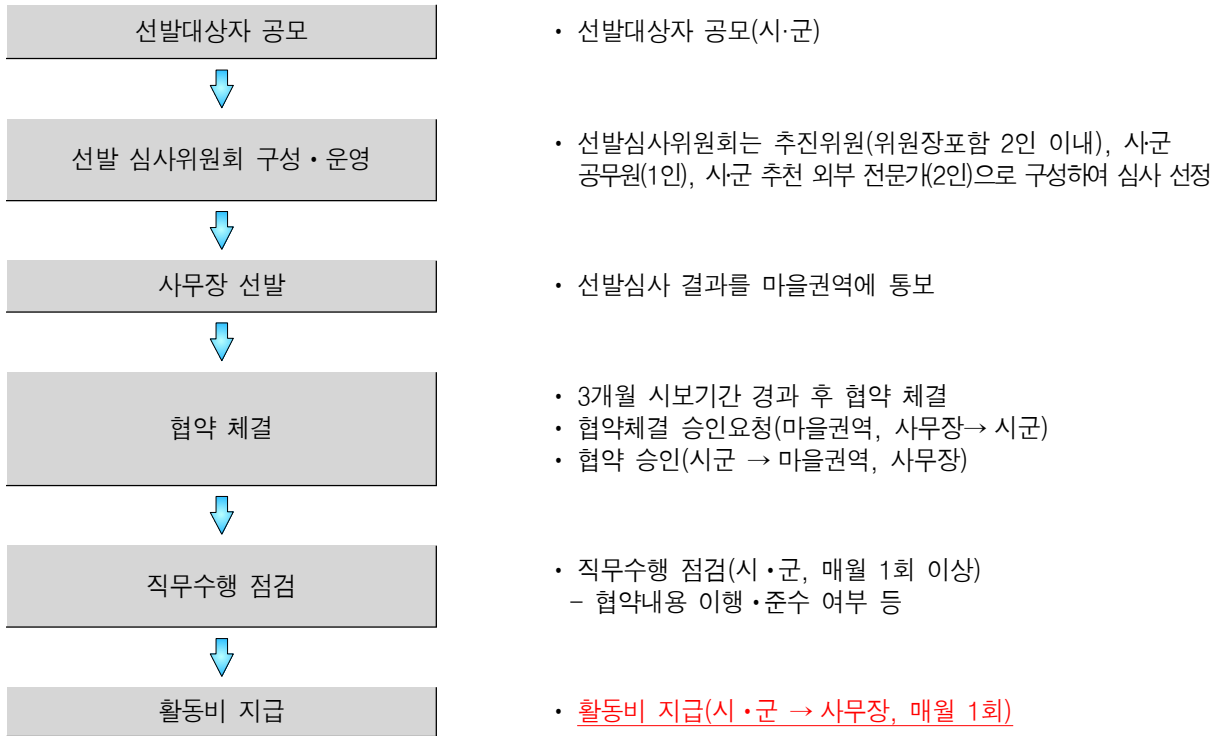 선발대상자 공모
• 선발대상자 공모(시·군)
선발 심사위원회 구성・운영
• 선발심사위원회는 추진위원(위원장포함 2인 이내), 시·군
공무원(1인), 시·군 추천 외부 전문가(2인)으로 구성하여 심사 선정
사무장 선발
• 선발심사 결과를 마을권역에 통보
협약 체결
• 3개월 시보기간 경과 후 협약 체결
• 협약체결 승인요청(마을권역, 사무장→ 시군)
• 협약 승인(시군 → 마을권역, 사무장)
직무수행 점검
• 직무수행 점검(시・군, 매월 1회 이상)
– 협약내용 이행・준수 여부 등
활동비 지급
• 활동비 지급(시・군 → 사무장, 매월 1회)